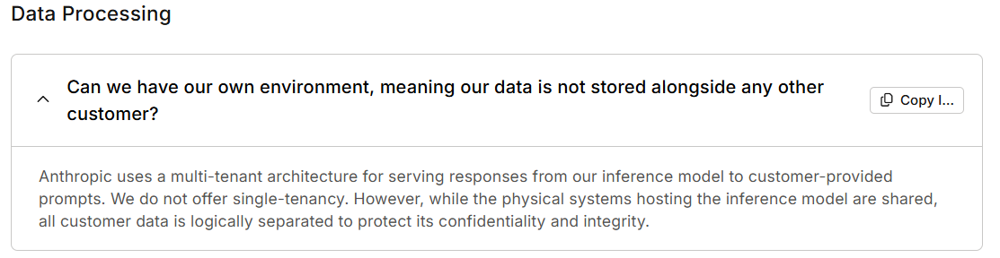 Data Processing
Can we have our own environment, meaning our data is not stored alongside any other
customer?
Copy l...
Anthropic uses a multi-tenant architecture for serving responses from our inference model to customer-provided
prompts. We do not offer single-tenancy. However, while the physical systems hosting the inference model are shared,
all customer data is logically separated to protect its confidentiality and integrity.